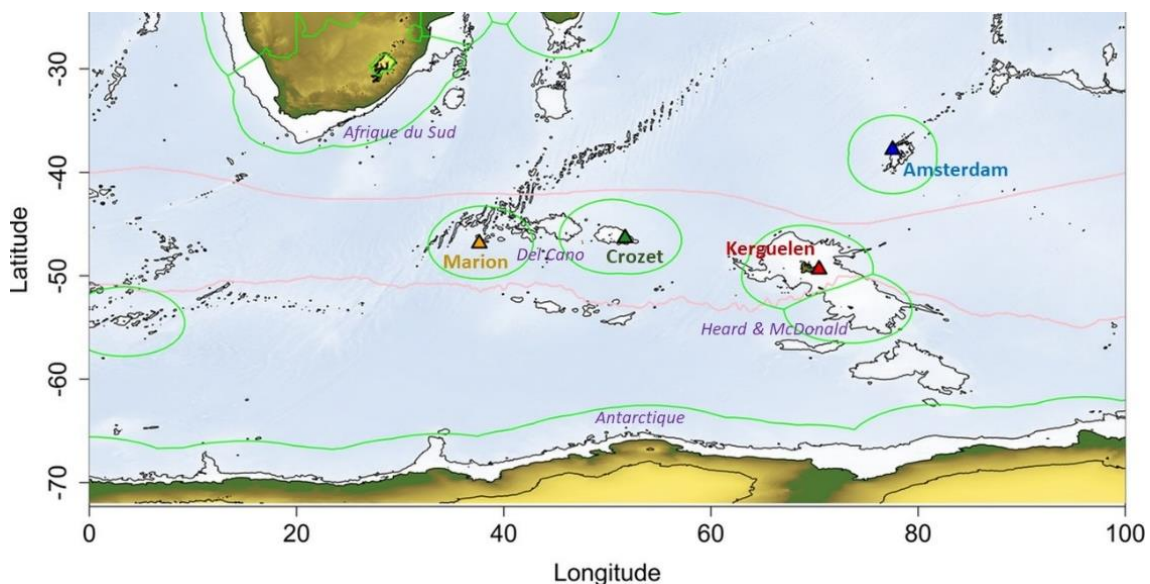 -30
-40
-50
-60
-70
Latitude
Afrique du Sud
Amsterdam
Marion
Del Cano
Crozet
Kerguelen
Heard & McDonald
Antarctique
0
20
40
60
80
100
Longitude